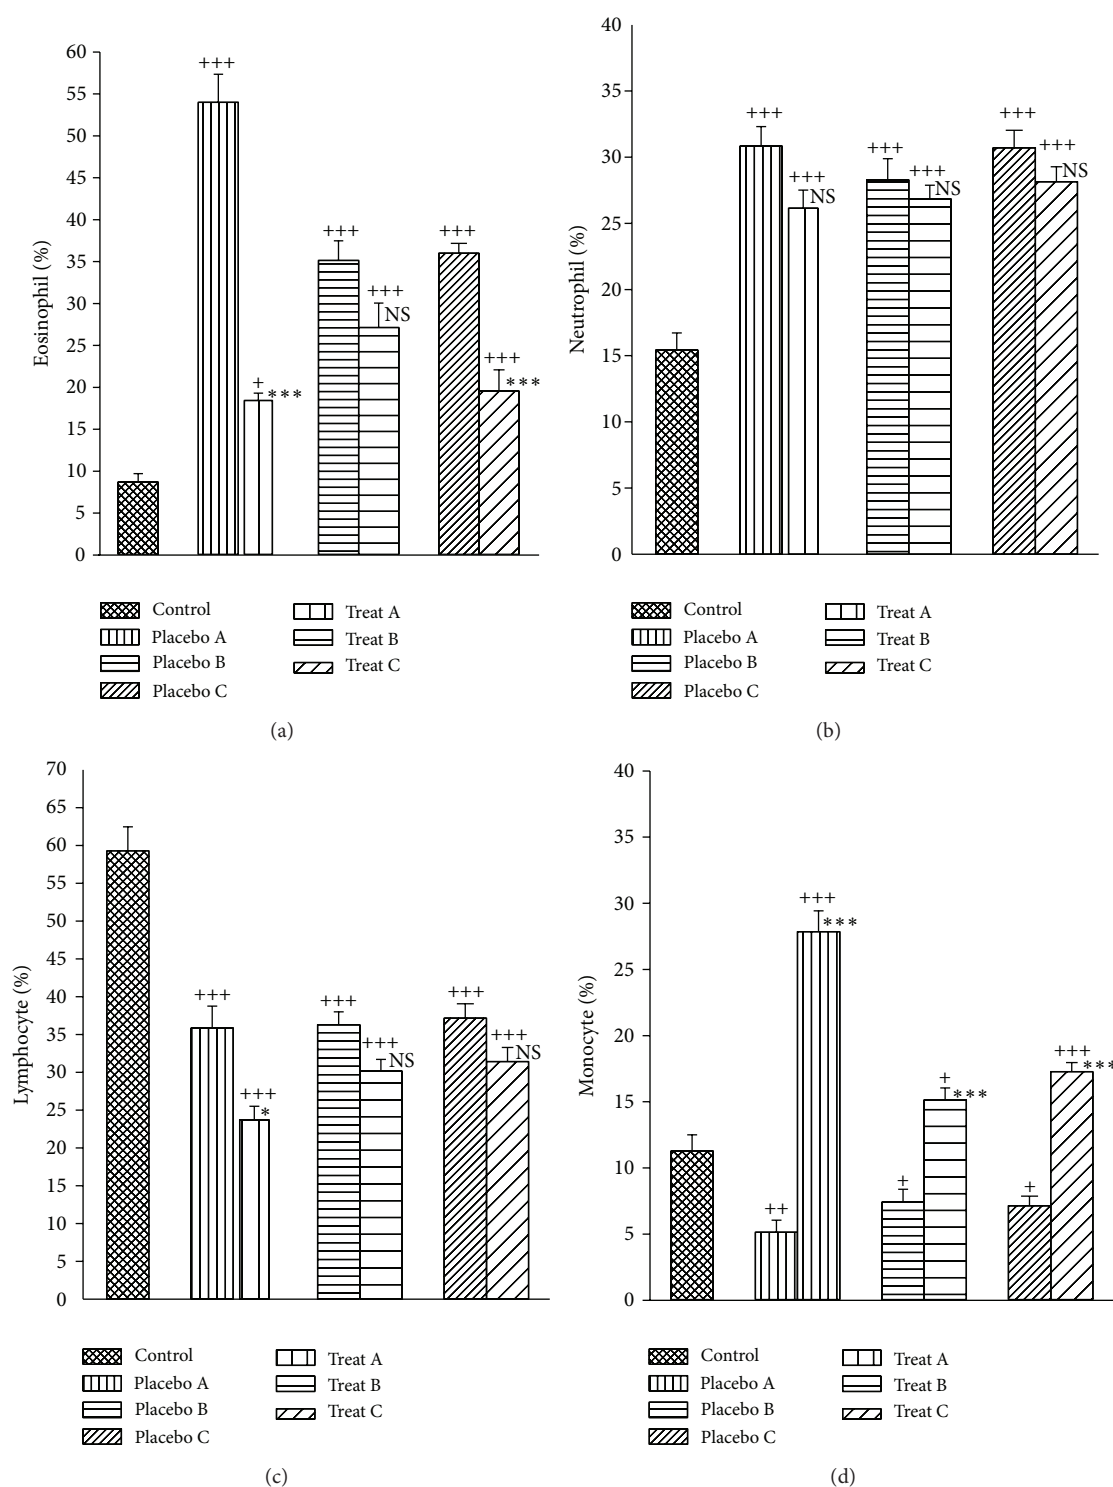 60
55
50
45
40
35
30
25
20
15
10
5
0
Eosinophil (%)
+++
+
***
+++
+++
NS
+++
+++
***
Control
Placebo A
Placebo B
Placebo C
Treat A
Treat B
Treat C
(a)
40
35
30
25
20
15
10
5
0
Neutrophil (%)
+++
+++
NS
+++
+++
NS
+++
+++
NS
Control
Placebo A
Placebo B
Placebo C
Treat A
Treat B
Treat C
(b)
70
65
60
55
50
45
40
35
30
25
20
15
10
5
0
Lymphocyte (%)
+++
+++
*
+++
+++
NS
+++
+++
NS
Control
Placebo A
Placebo B
Placebo C
Treat A
Treat B
Treat C
(c)
40
35
30
25
20
15
10
5
0
Monocyte (%)
++
+++
***
+
+
***
+
+++
***
Control
Placebo A
Placebo B
Placebo C
Treat A
Treat B
Treat C
(d)